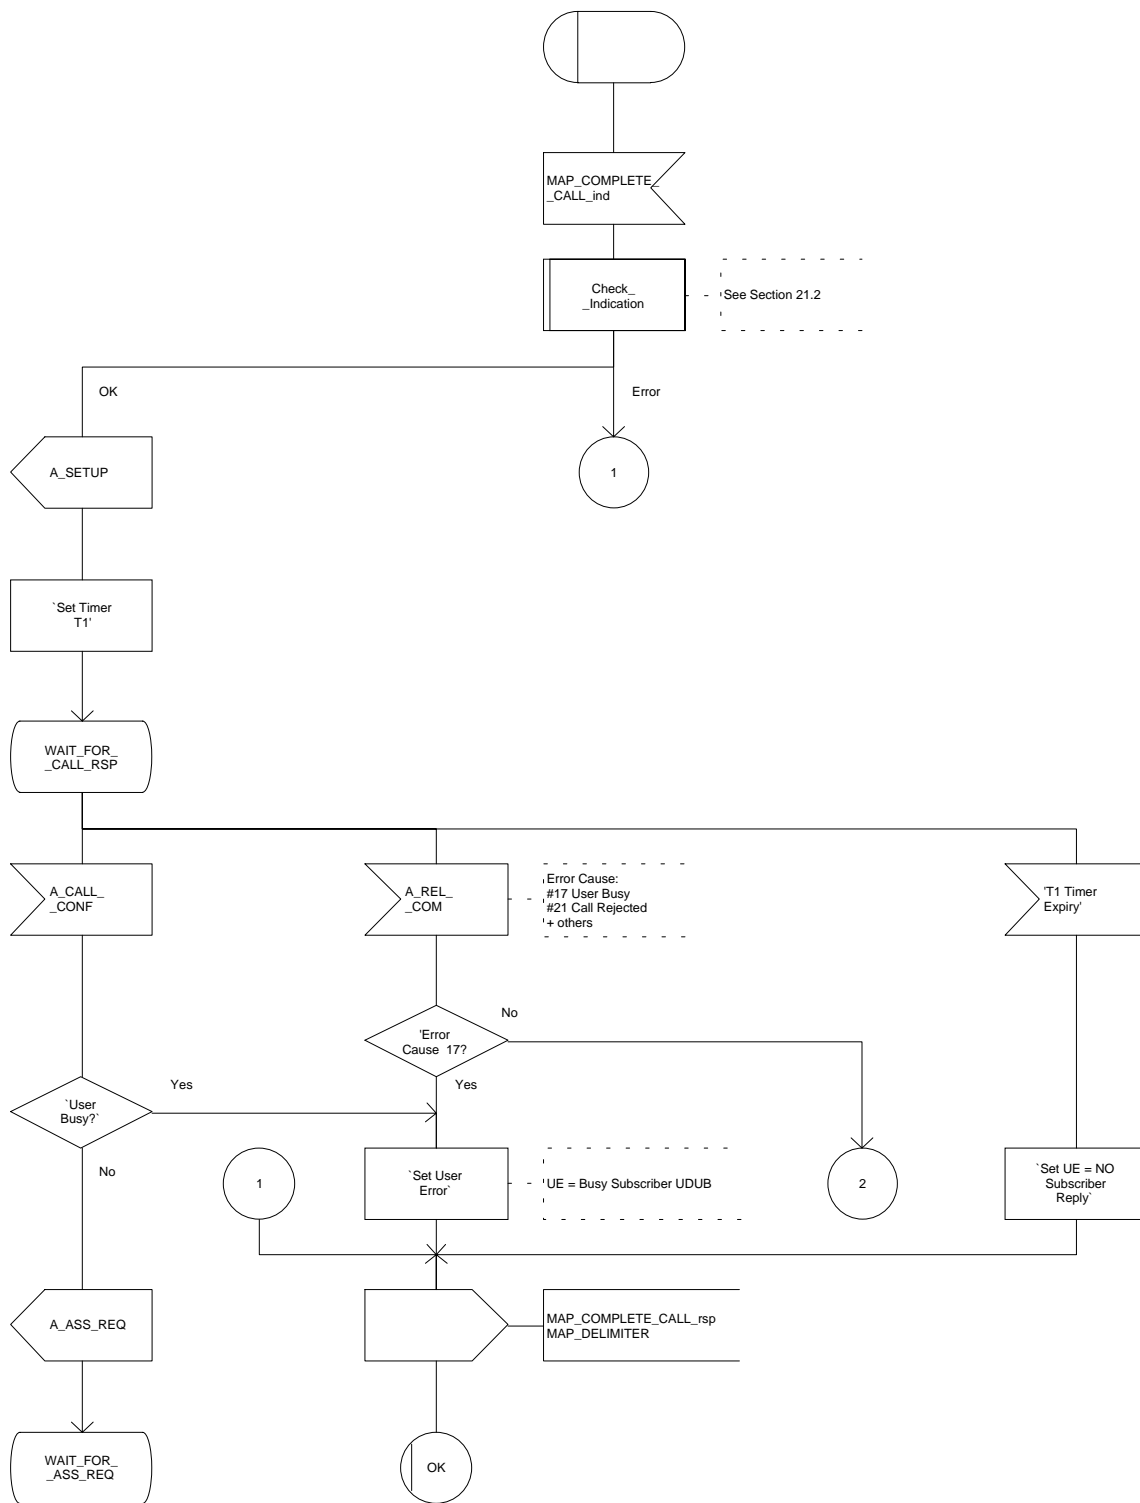 MAP_COMPLETE_
_CALL_ind
Check_
_Indication
See Section 21.2
OK
Error
A_SETUP
1
`Set Timer
T1'
WAIT_FOR_
_CALL_RSP
A_CALL_
_CONF
A_REL_
_COM
Error Cause:
#17 User Busy
#21 Call Rejected
+ others
'T1 Timer
Expiry'
No
'Error
Cause 17?
Yes
Yes
`User
Busy?`
No
1
`Set User
Error`
UE = Busy Subscriber UDUB
2
`Set UE = NO
Subscriber
Reply`
A_ASS_REQ
MAP_COMPLETE_CALL_rsp
MAP_DELIMITER
WAIT_FOR_
_ASS_REQ
OK